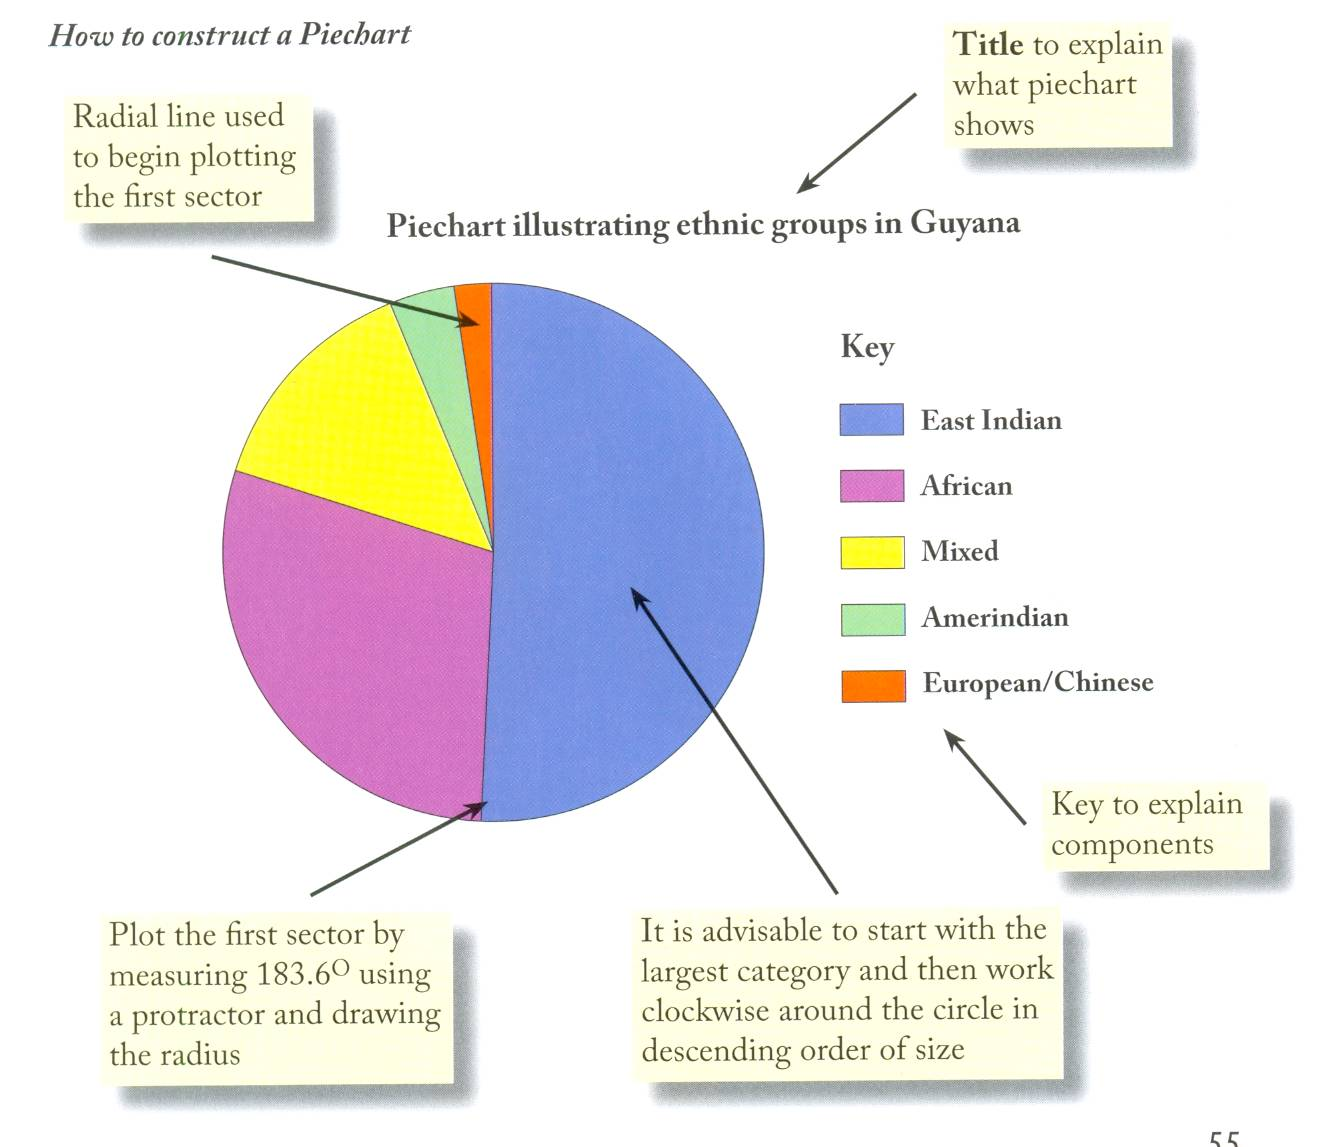 How to construct a Piechart
Title to explain
what piechart
shows
Radial line used
to begin plotting
the first sector
Piechart illustrating ethnic groups in Guyana
Key
East Indian
African
Mixed
Amerindian
European/Chinese
Key to explain
components
Plot the first sector by
measuring 183.6° using
a protractor and drawing
the radius
It is advisable to start with the
largest category and then work
clockwise around the circle in
descending order of size
55